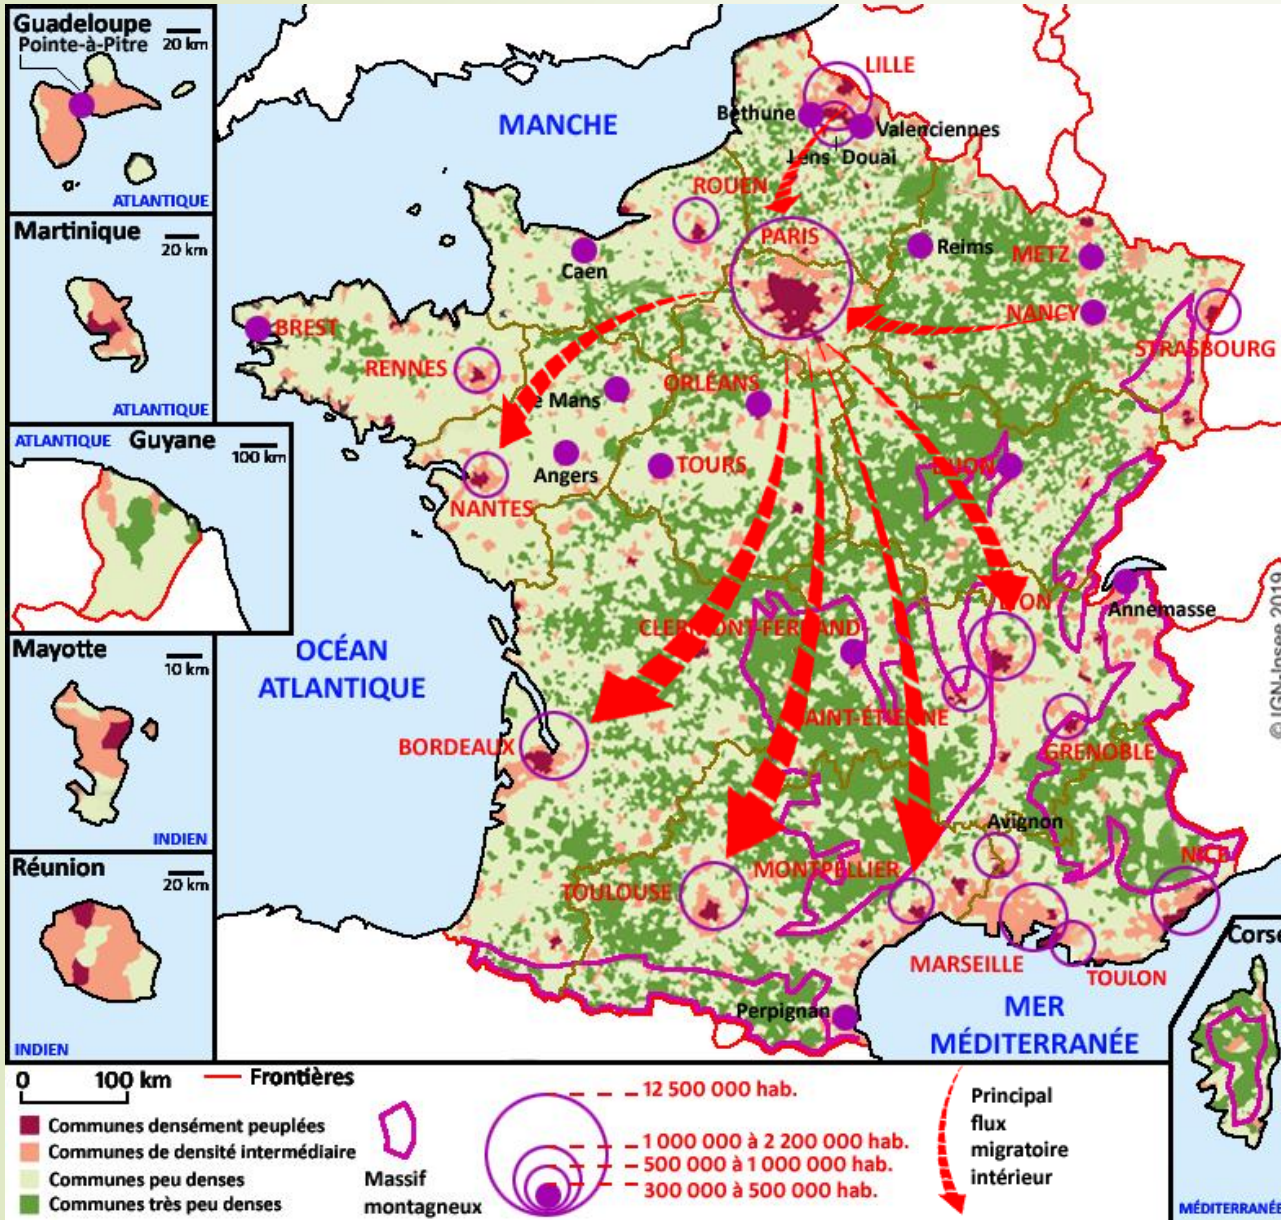 Guadeloupe
Pointe-à-Pitre
20 km
ATLANTIQUE
Martinique
20 km
ATLANTIQUE
ATLANTIQUE
Guyane
100 km
Mayotte
10 km
INDIEN
Réunion
20 km
INDIEN
MANCHE
LILLE
Béthune
Valenciennes
Lens Douai
ROUEN
PARIS
Reims
METZ
Caen
NANCY
STRASBOURG
BREST
RENNES
e Mans
ORLÉANS
Angers
TOURS
DIJON
NANTES
OCÉAN
ATLANTIQUE
CLERMONT-FERRAND
YON
Annemasse
© IGN-Insee 2019
AINT-ÉTIENNE
GRENOBLE
BORDEAUX
Avignon
NICE
MONTPELLIER
TOULOUSE
MARSEILLE
TOULON
Perpignan
MER
MÉDITERRANÉE
Corse
MÉDITERRANÉE
0 100 km
Frontières
Communes densément peuplées
Communes de densité intermédiaire
Communes peu denses
Communes très peu denses
Massif
montagneux
12 500 000 hab.
1 000 000 à 2 200 000 hab.
500 000 à 1 000 000 hab.
300 000 à 500 000 hab.
Principal
flux
migratoire
intérieur